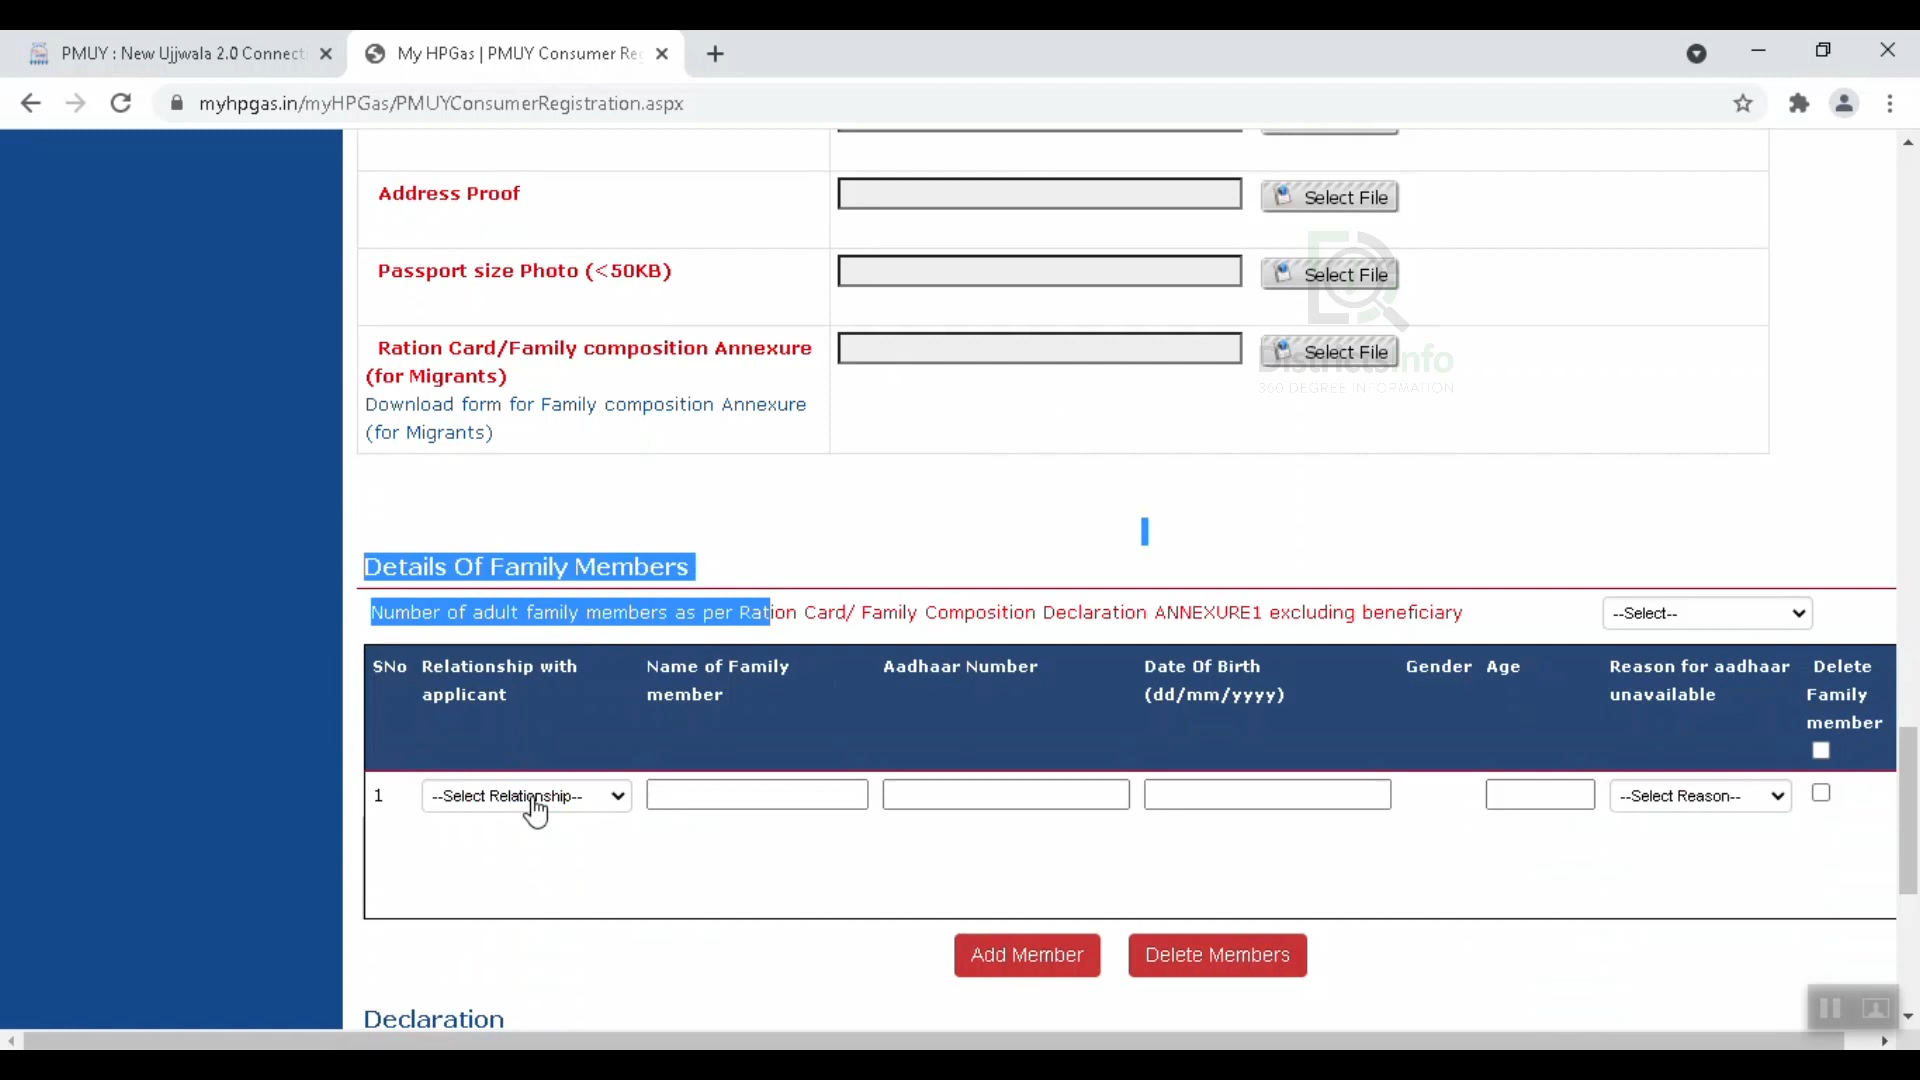 PMUY : New Ujjwala 2.0 Connect
My HPGas | PMUY Consumer Re
myhpgas.in/myHPGas/PMUYConsumerRegistration.aspx
Address Proof
Select File
Passport size Photo (<50KB)
Select File
Ration Card/Family composition Annexure
(for Migrants)
Select File
DistrictsInfo
360 DEGREE INFORMATION
Download form for Family composition Annexure
(for Migrants)
Details Of Family Members
Number of adult family members as per Ration Card/ Family Composition Declaration ANNEXURE1 excluding beneficiary
--Select--
SNo
Relationship with
applicant
Name of Family
member
Aadhaar Number
Date Of Birth
(dd/mm/yyyy)
Gender
Age
Reason for aadhaar
unavailable
Delete
Family
member
1
--Select Relationship--
--Select Reason--
Add Member
Delete Members
Declaration